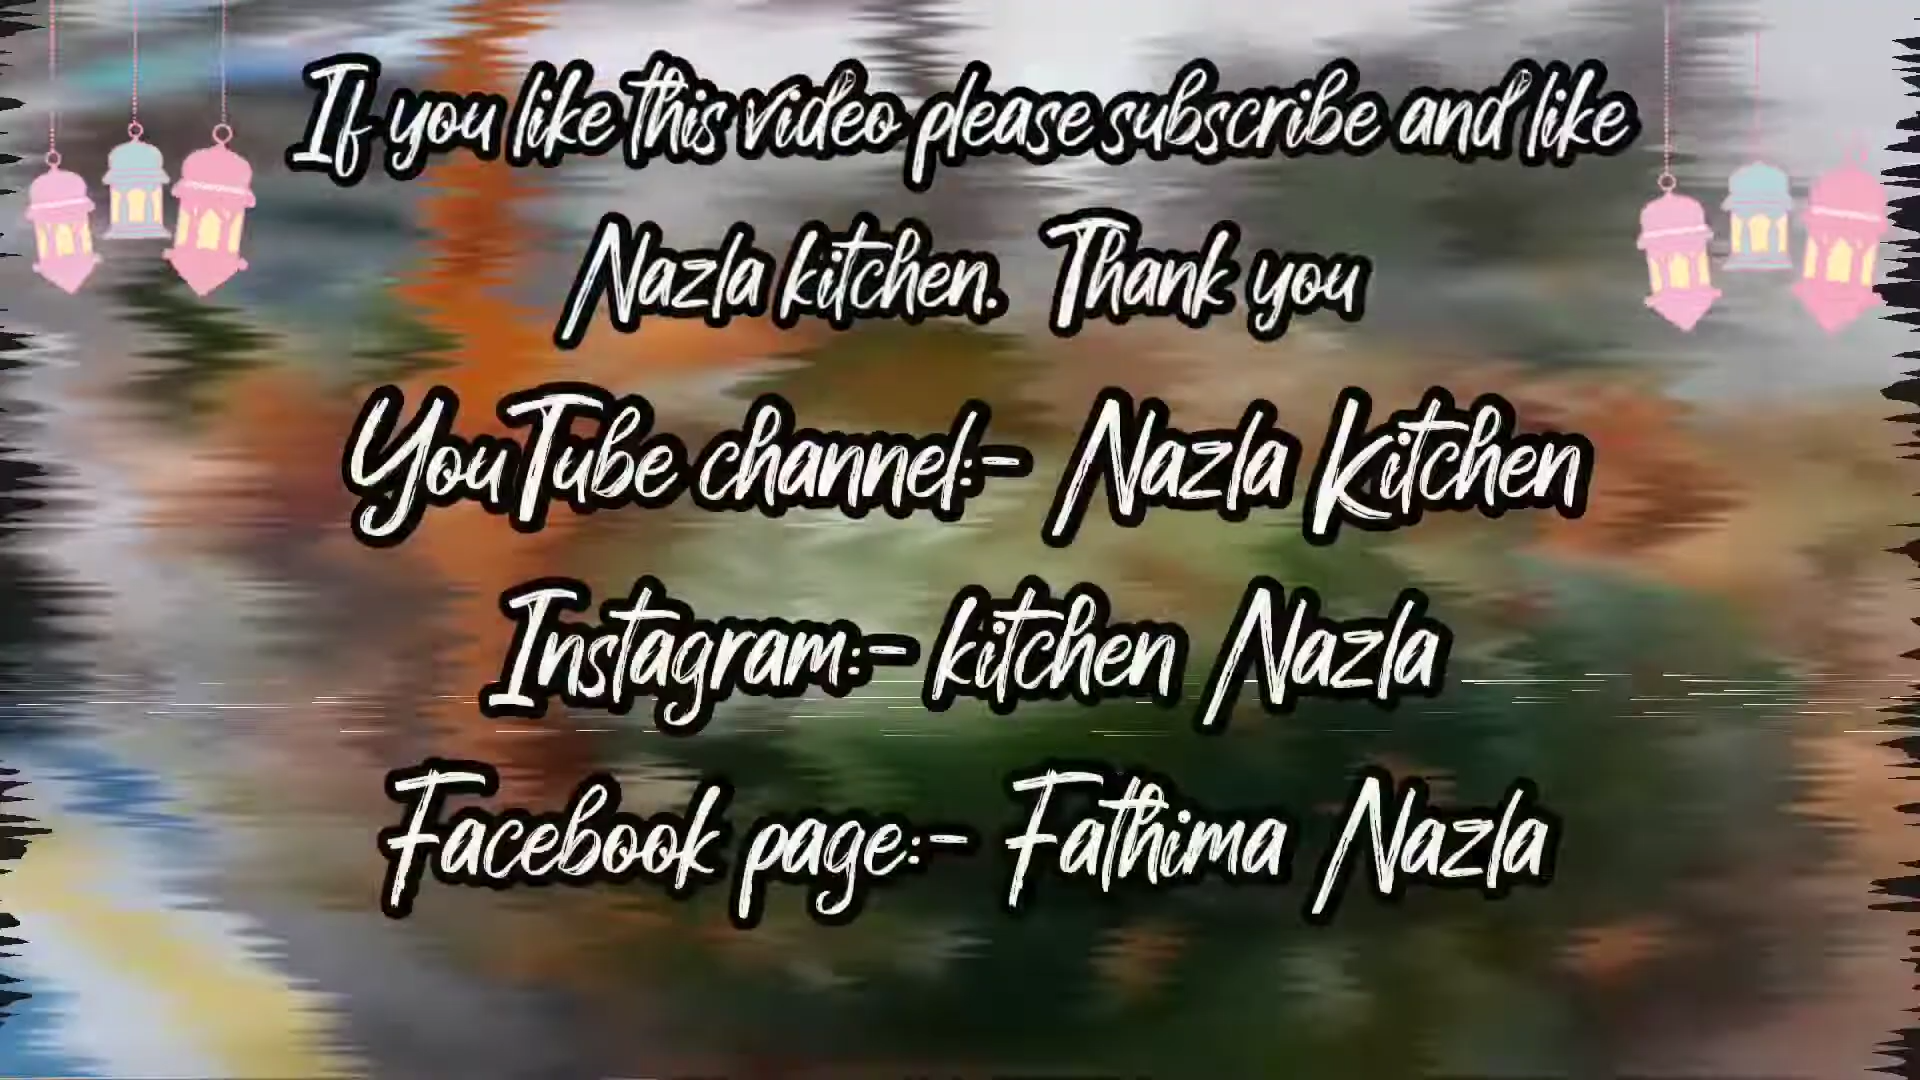 If you like this video please subscribe and like
Nazla kitchen. Thank you
YouTube channel:- Nazla Kitchen
Instagram:- kitchen Nazla
Facebook page:- Fathima Nazla